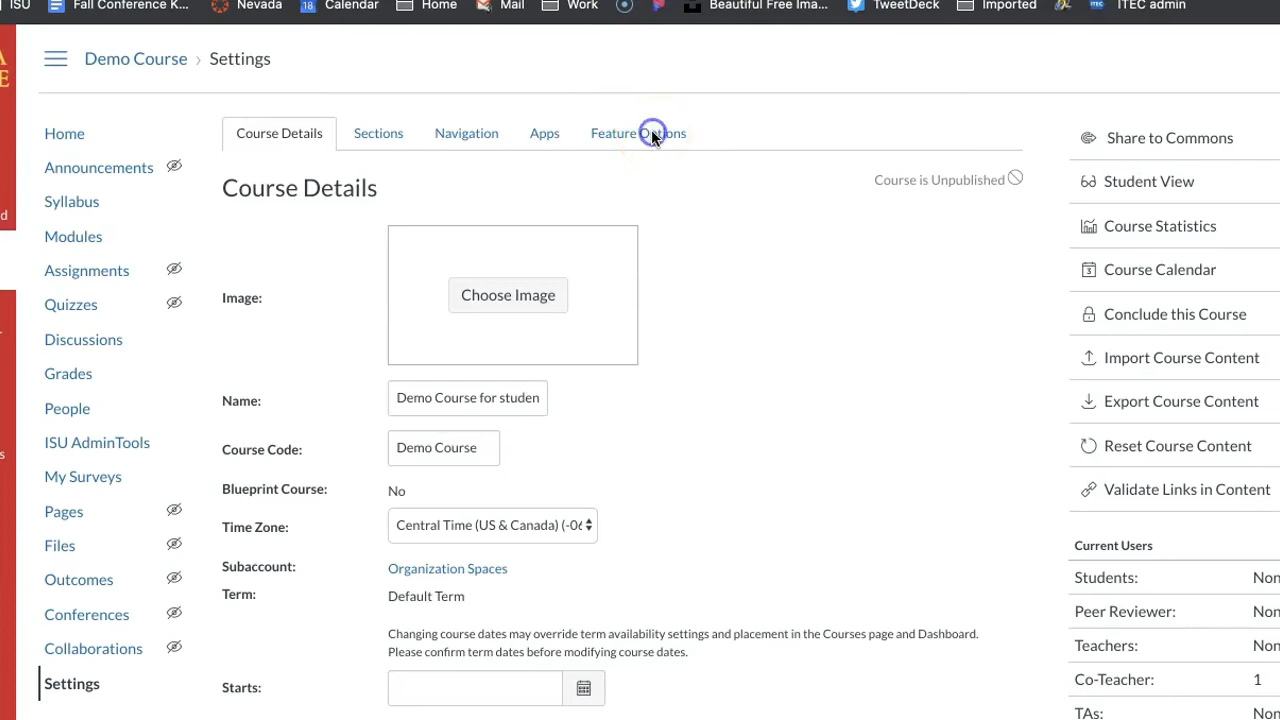 ISU
Fall Conference K...
Nevada
Calendar
Home
Mail
Work
Beautiful Free Ima...
TweetDeck
Imported
ITEC admin
Demo Course › Settings
Home
Announcements
Syllabus
Modules
Assignments
Quizzes
Discussions
Grades
People
ISU AdminTools
My Surveys
Pages
Files
Outcomes
Conferences
Collaborations
Settings
Course Details
Sections
Navigation
Apps
Feature Options
Course Details
Course is Unpublished
Image:
Choose Image
Name:
Demo Course for studen
Course Code:
Demo Course
Blueprint Course:
No
Time Zone:
Central Time (US & Canada) (-06
Subaccount:
Organization Spaces
Term:
Default Term
Changing course dates may override term availability settings and placement in the Courses page and Dashboard.
Please confirm term dates before modifying course dates.
Starts:
Share to Commons
Student View
Course Statistics
Course Calendar
Conclude this Course
Import Course Content
Export Course Content
Reset Course Content
Validate Links in Content
Current Users
Students: Non
Peer Reviewer: Non
Teachers: Non
Co-Teacher: 1
TAs: Non